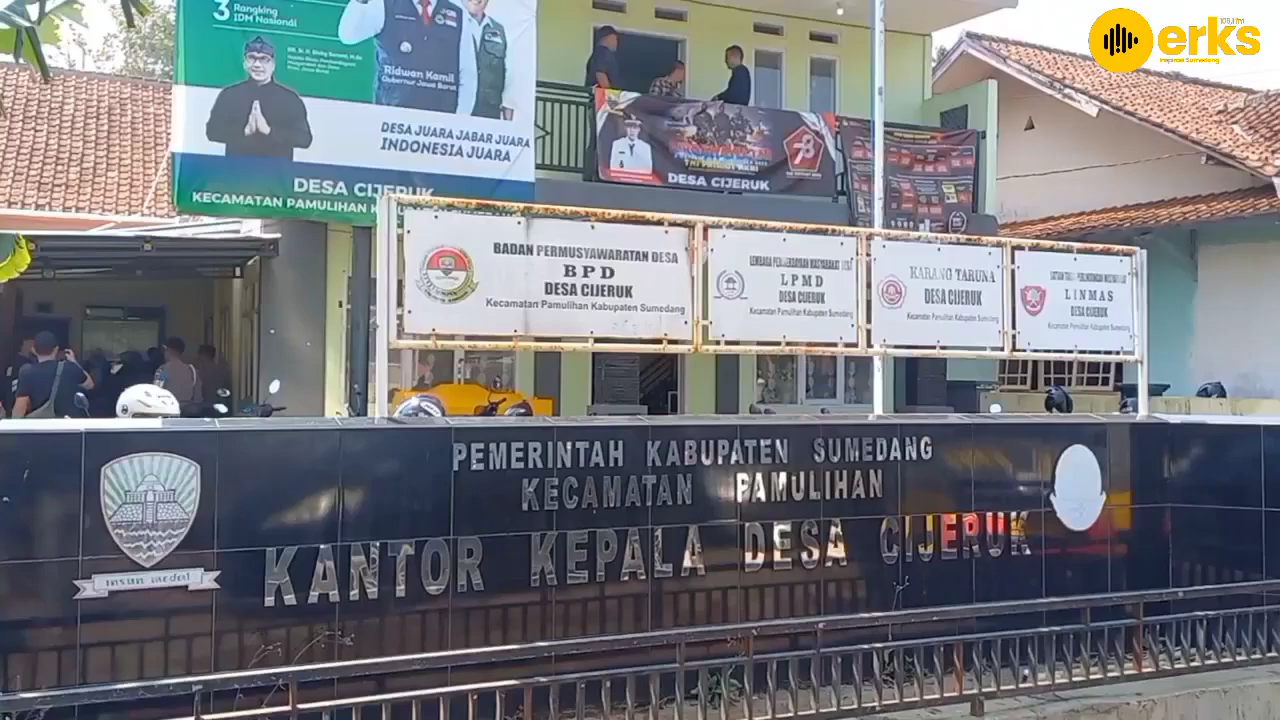 3 Rangking
IDM Nasional
Ridwan Kamil
Gubernur Jawa Barat
DESA JUARA JABAR JUARA
INDONESIA JUARA
DESA CIJERUK
KECAMATAN PAMULIHAN
78
DESA CIJERUK
erks
Inspirasi Sumedang
BADAN PERMUSYAWARATAN DESA
BPD
DESA CIJERUK
Kecamatan Pamulihan Kabupaten Sumedang
LPMD
DESA CIJERUK
Kecamatan Pamulihan Kabupaten Sumedang
KARANG TARUNA
DESA CIJERUK
Kecamatan Pamulihan Kabupaten Sumedang
LINMAS
DESA CIJERUK
Kecamatan Pamulihan Kabupaten Sumedang
PEMERINTAH KABUPATEN SUMEDANG
KECAMATAN PAMULIHAN
KANTOR KEPALA DESA CIJERUK
insun medal